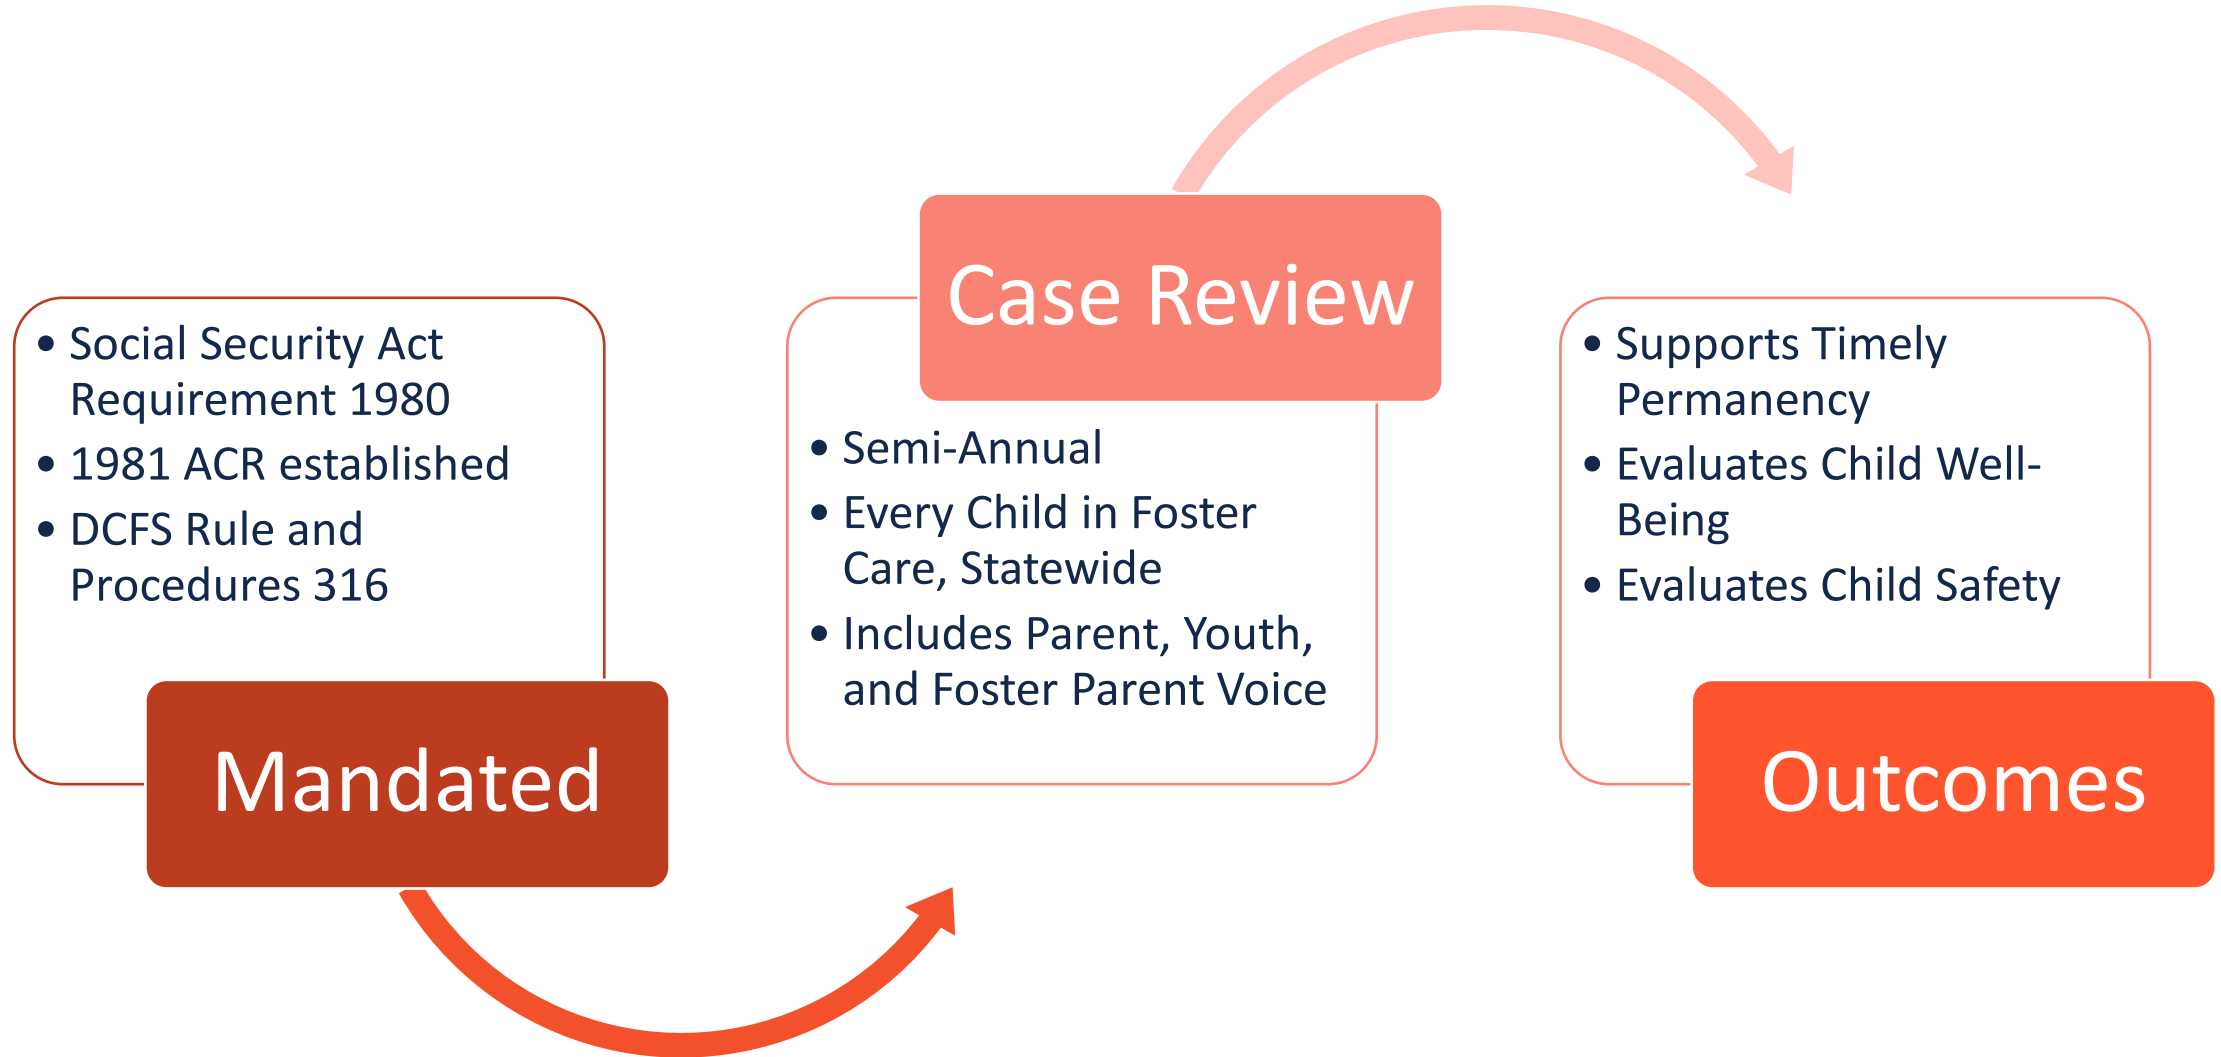 • Social Security Act
Requirement 1980
• 1981 ACR established
• DCFS Rule and
Procedures 316
Mandated
Case Review
• Semi-Annual
• Every Child in Foster
Care, Statewide
• Includes Parent, Youth,
and Foster Parent Voice
• Supports Timely
Permanency
• Evaluates Child Well-
Being
• Evaluates Child Safety
Outcomes